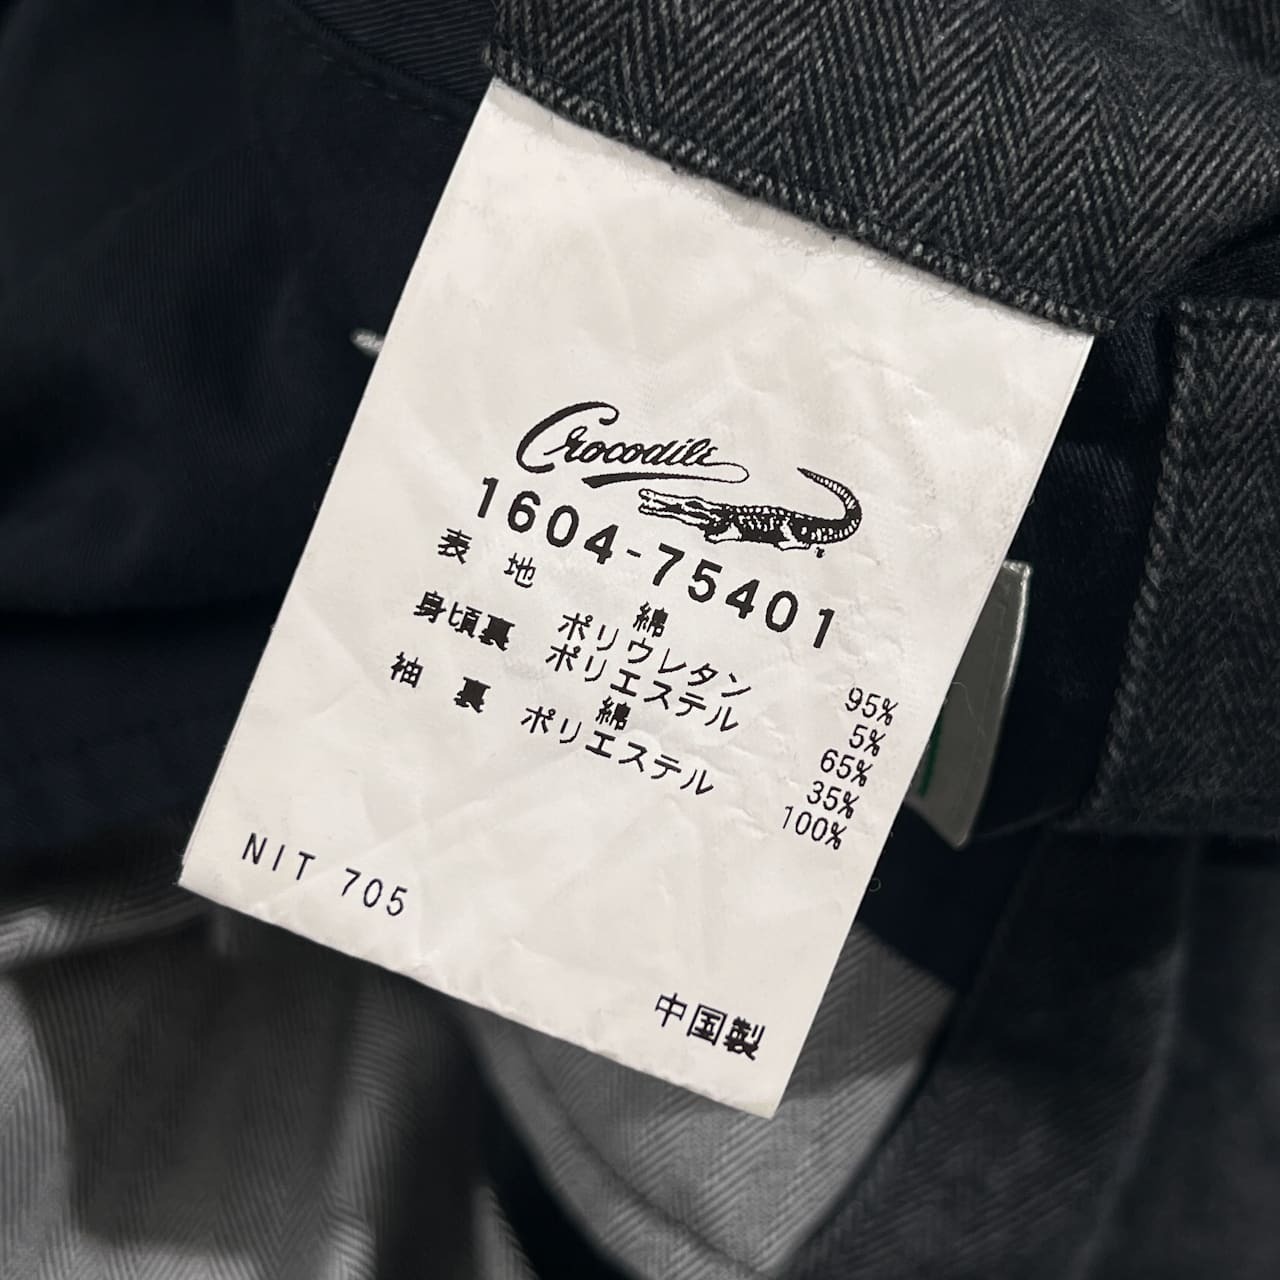 Crocodile
1604-75401
表地 綿 95%
ポリウレタン 5%
身頃裏 ポリエステル 65%
綿 35%
袖裏 ポリエステル 100%
NIT 705
中国製